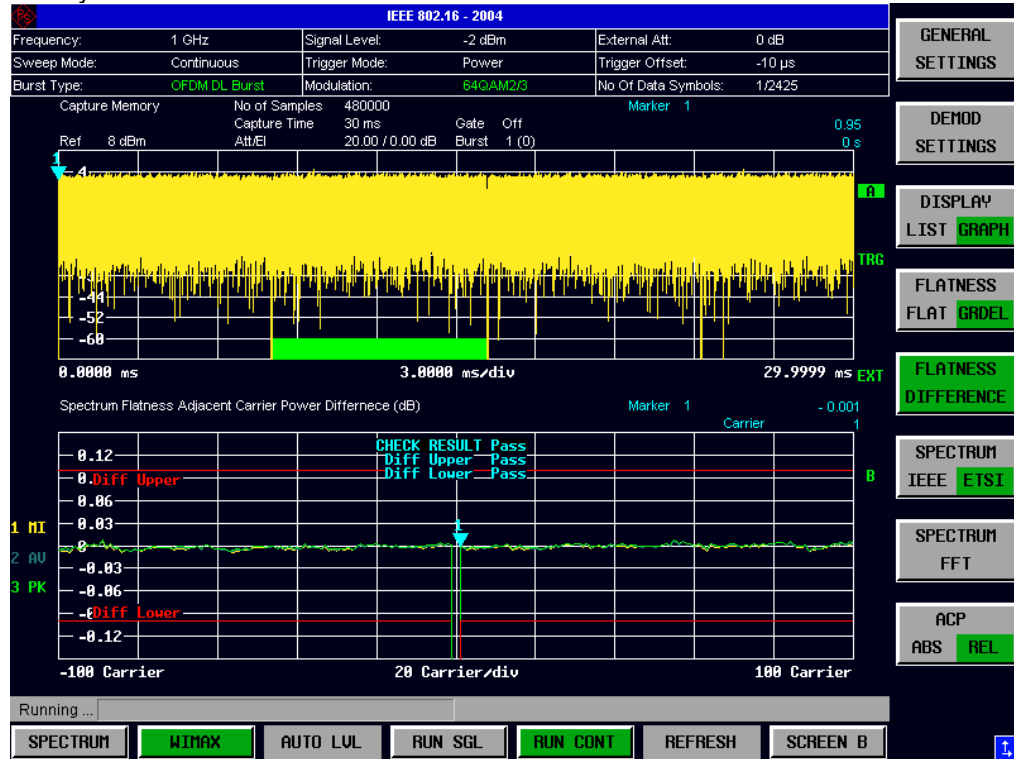 IEEE 802.16 - 2004
Frequency: 1 GHz Signal Level: -2 dBm External Att: 0 dB
Sweep Mode: Continuous Trigger Mode: Power Trigger Offset: -10 µs
Burst Type: OFDM DL Burst Modulation: 64QAM2/3 No Of Data Symbols: 1/2425
Capture Memory No of Samples 480000 Marker 1
Capture Time 30 ms Gate Off 0.95
Ref 8 dBm Att/El 20.00 / 0.00 dB Burst 1 (0) 0 s
1
4
A
TRG
-44
-52
-60
0.0000 ms 3.0000 ms/div 29.9999 ms EXT
Spectrum Flatness Adjacent Carrier Power Differnece (dB) Marker 1 - 0.001
Carrier 1
CHECK RESULT Pass
0.12 Diff Upper Pass
Diff Upper Diff Lower Pass B
0.06
1 MI 0.03 1
2 AV 0
-0.03
3 PK -0.06
Diff Lower
-0.12
-100 Carrier 20 Carrier/div 100 Carrier
Running ...
SPECTRUM WIMAX AUTO LVL RUN SGL RUN CONT REFRESH SCREEN B
GENERAL
SETTINGS
DEMOD
SETTINGS
DISPLAY
LIST GRAPH
FLATNESS
FLAT GRDEL
FLATNESS
DIFFERENCE
SPECTRUM
IEEE ETSI
SPECTRUM
FFT
ACP
ABS REL